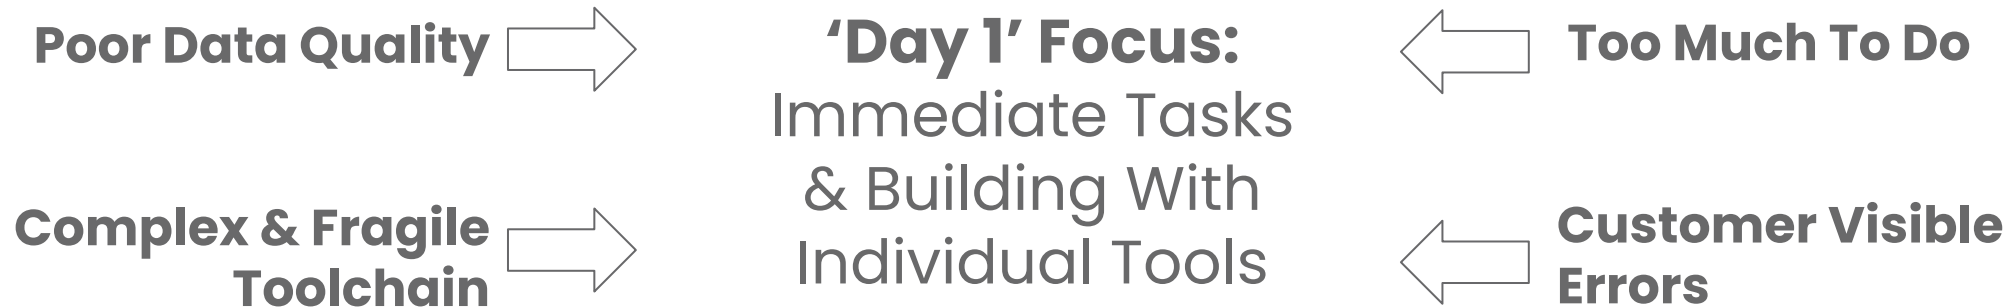 Poor Data Quality
Complex & Fragile
Toolchain
‘Day 1’ Focus:
Immediate Tasks
& Building With
Individual Tools
Too Much To Do
Customer Visible
Errors